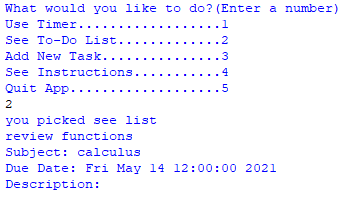 What would you like to do?(Enter a number)
Use Timer..................1
See To-Do List.............2
Add New Task...............3
See Instructions...........4
Quit App...................5
2
you picked see list
review functions
Subject: calculus
Due Date: Fri May 14 12:00:00 2021
Description: